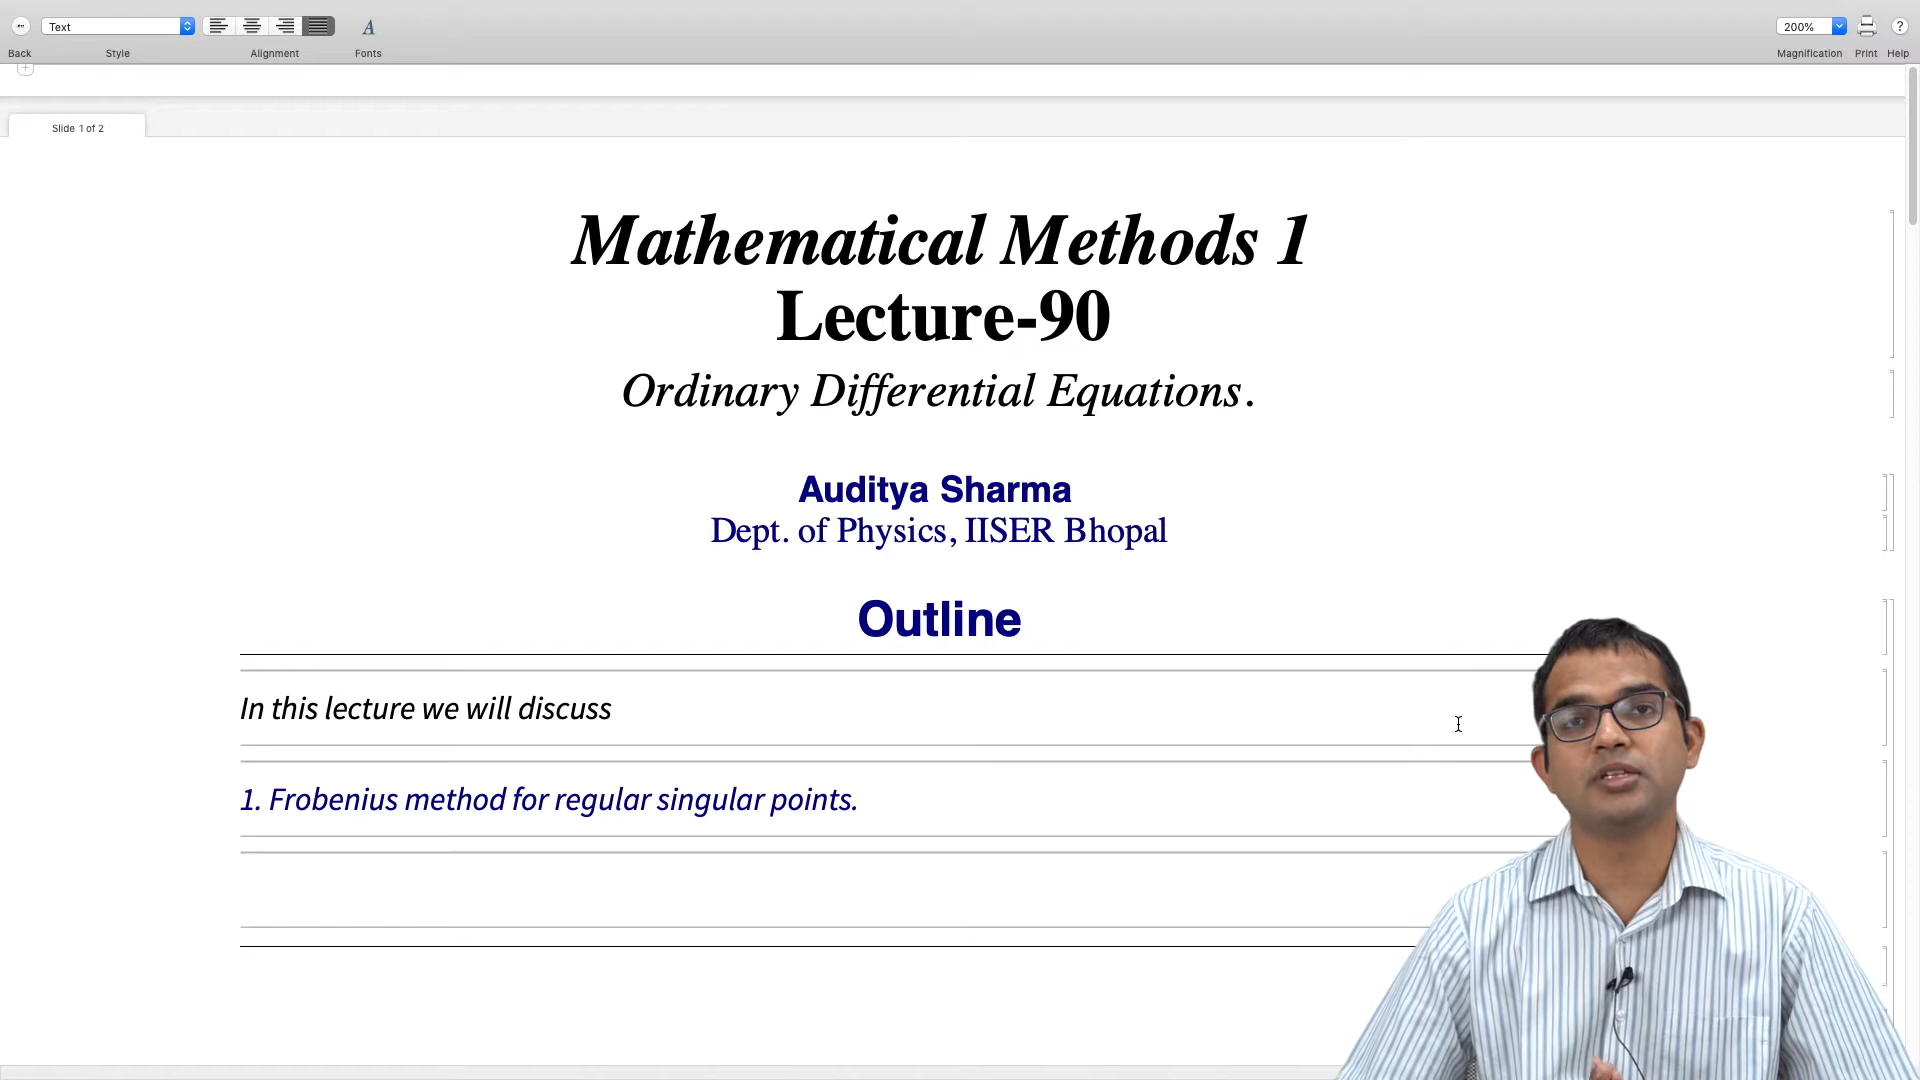 Text
200%
Back
Style
Alignment
Fonts
Magnification
Print
Help
Slide 1 of 2
Mathematical Methods 1
Lecture-90
Ordinary Differential Equations.
Auditya Sharma
Dept. of Physics, IISER Bhopal
Outline
In this lecture we will discuss
1. Frobenius method for regular singular points.